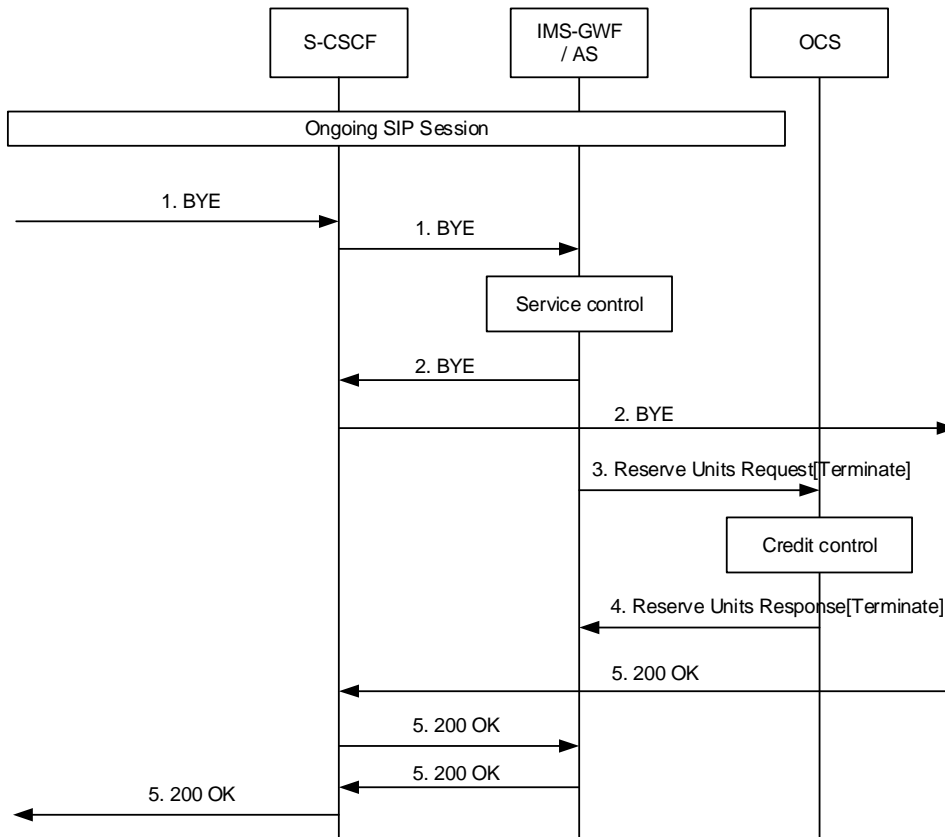 S-CSCF
IMS-GWF
/ AS
OCS
Ongoing SIP Session
1. BYE
1. BYE
Service control
2. BYE
2. BYE
3. Reserve Units Request[Terminate]
Credit control
4. Reserve Units Response[Terminate]
5. 200 OK
5. 200 OK
5. 200 OK
5. 200 OK